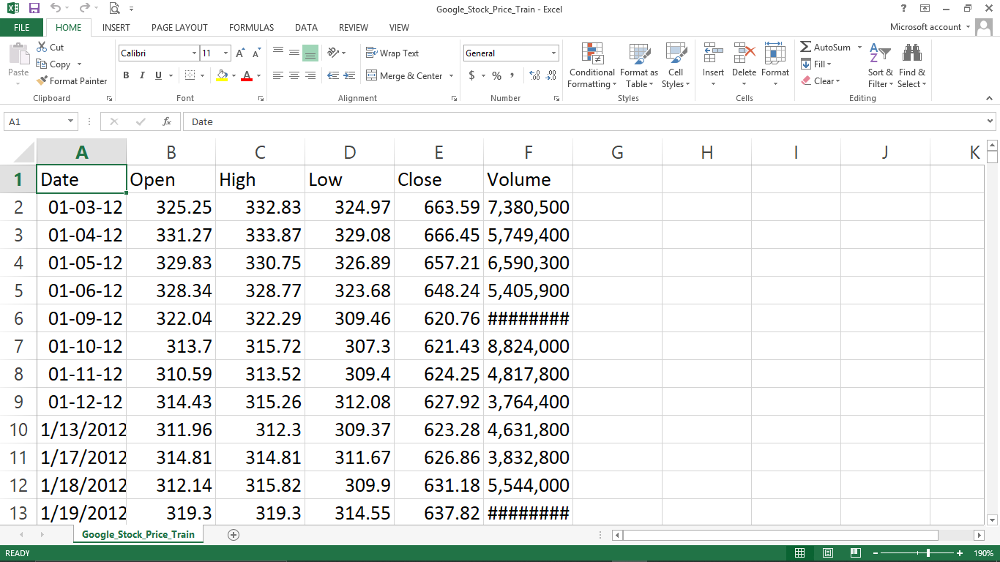 Google_Stock_Price_Train - Excel
?
FILE HOME INSERT PAGE LAYOUT FORMULAS DATA REVIEW VIEW Microsoft account
Paste
Cut
Copy
Format Painter
Clipboard
Calibri 11
B I U
Font
Wrap Text
Merge & Center
Alignment
General
$ % ,
Number
Conditional Formatting
Format as Table
Cell Styles
Styles
Insert Delete Format
Cells
AutoSum
Fill
Clear
Sort & Filter
Find & Select
Editing
A1 fx Date
A B C D E F G H I J K
1 Date Open High Low Close Volume
2 01-03-12 325.25 332.83 324.97 663.59 7,380,500
3 01-04-12 331.27 333.87 329.08 666.45 5,749,400
4 01-05-12 329.83 330.75 326.89 657.21 6,590,300
5 01-06-12 328.34 328.77 323.68 648.24 5,405,900
6 01-09-12 322.04 322.29 309.46 620.76 ########
7 01-10-12 313.7 315.72 307.3 621.43 8,824,000
8 01-11-12 310.59 313.52 309.4 624.25 4,817,800
9 01-12-12 314.43 315.26 312.08 627.92 3,764,400
10 1/13/2012 311.96 312.3 309.37 623.28 4,631,800
11 1/17/2012 314.81 314.81 311.67 626.86 3,832,800
12 1/18/2012 312.14 315.82 309.9 631.18 5,544,000
13 1/19/2012 319.3 319.3 314.55 637.82 ########
Google_Stock_Price_Train
READY 190%